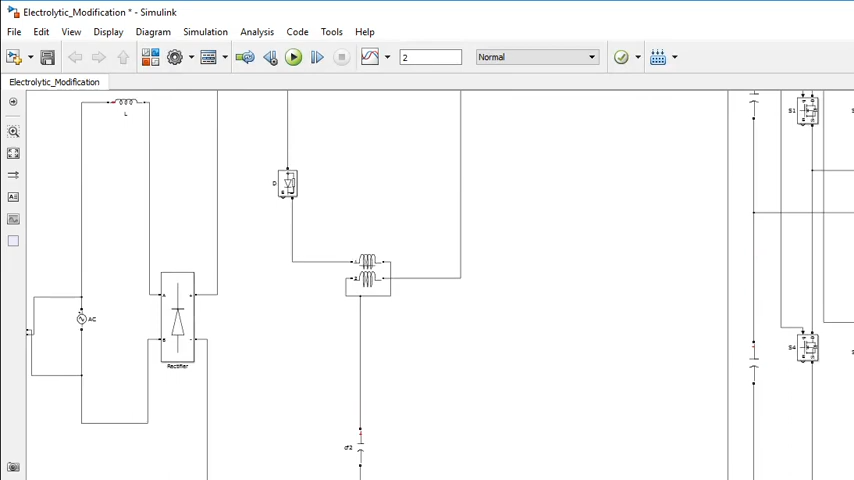 Electrolytic_Modification * - Simulink
File Edit View Display Diagram Simulation Analysis Code Tools Help
2 Normal
Electrolytic_Modification
L
S1
D
AC
Rectifier
S4